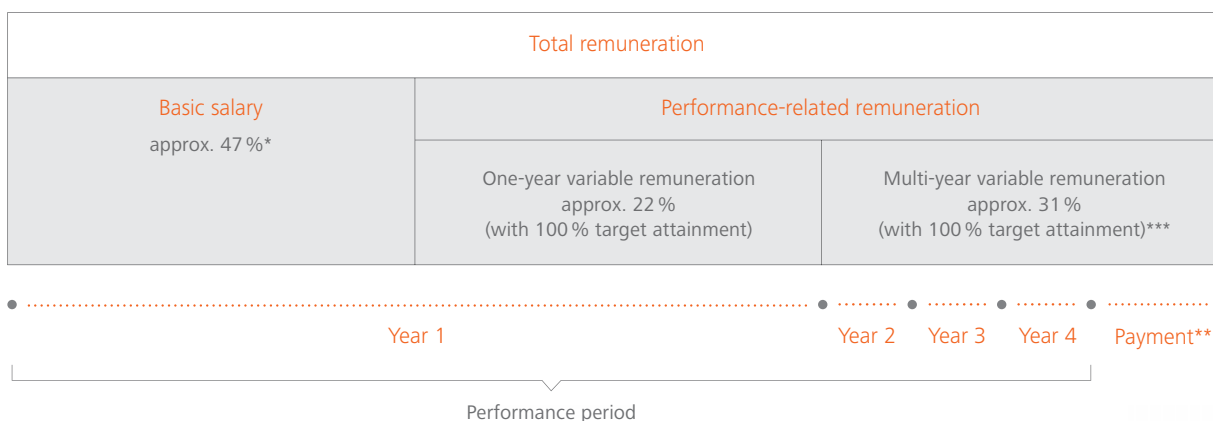 Total remuneration
Basic salary
approx. 47 %*
Performance-related remuneration
One-year variable remuneration
approx. 22 %
(with 100 % target attainment)
Multi-year variable remuneration
approx. 31 %
(with 100 % target attainment)***
Year 1
Year 2
Year 3
Year 4
Payment**
Performance period